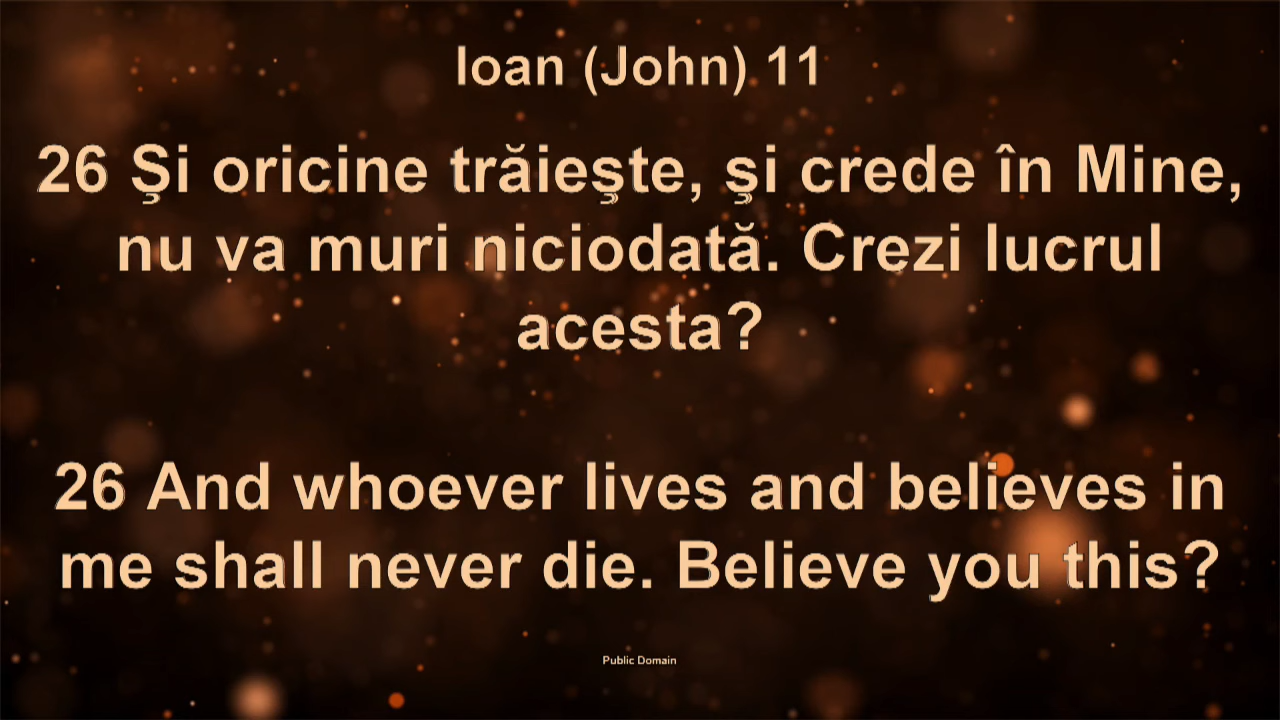 Ioan (John) 11
26 Şi oricine trăieşte, şi crede în Mine,
nu va muri niciodată. Crezi lucrul
acesta?
26 And whoever lives and believes in
me shall never die. Believe you this?
Public Domain